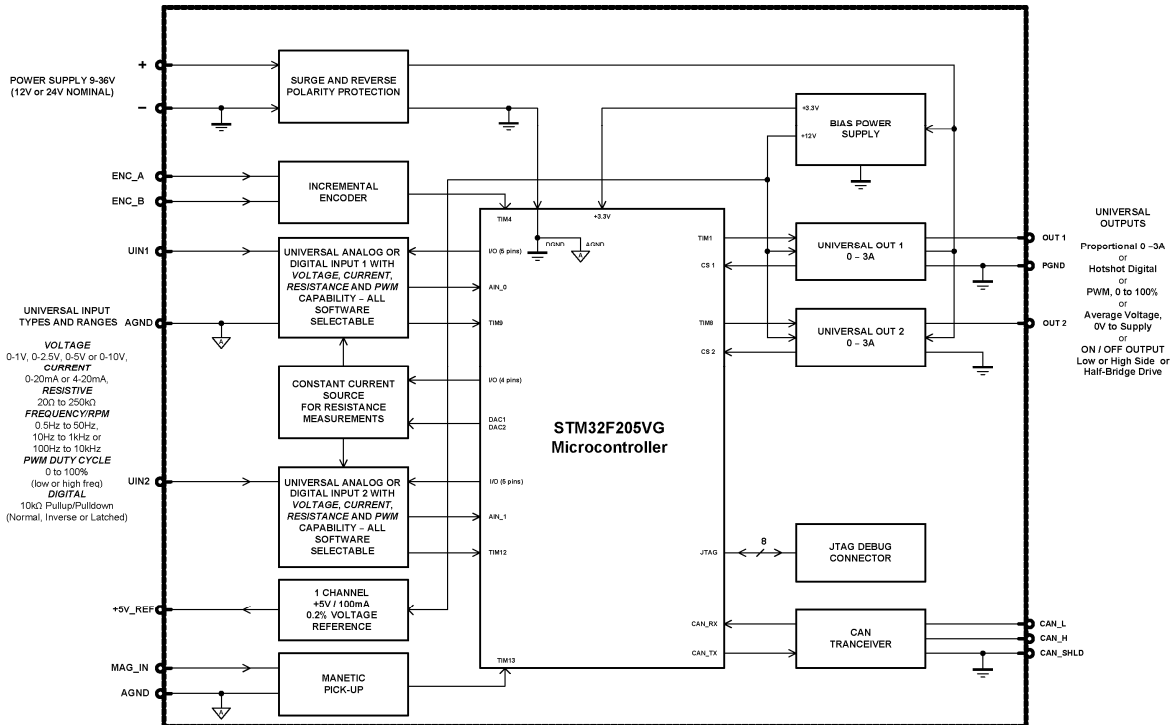 POWER SUPPLY 9-36V
(12V or 24V NOMINAL)
+
−
SURGE AND REVERSE
POLARITY PROTECTION
+3.3V
+12V
BIAS POWER
SUPPLY
ENC_A
ENC_B
INCREMENTAL
ENCODER
TIM4
+3.3V
DGND
AGND
A
UIN1
UNIVERSAL ANALOG OR
DIGITAL INPUT 1 WITH
VOLTAGE, CURRENT,
RESISTANCE AND PWM
CAPABILITY – ALL
SOFTWARE
SELECTABLE
I/O (5 pins)
AIN_0
TIM9
AGND
A
UNIVERSAL INPUT
TYPES AND RANGES
VOLTAGE
0-1V, 0-2.5V, 0-5V or 0-10V,
CURRENT
0-20mA or 4-20mA,
RESISTIVE
20Ω to 250kΩ
FREQUENCY/RPM
0.5Hz to 50Hz,
10Hz to 1kHz or
100Hz to 10kHz
PWM DUTY CYCLE
0 to 100%
(low or high freq)
DIGITAL
10kΩ Pullup/Pulldown
(Normal, Inverse or Latched)
CONSTANT CURRENT
SOURCE
FOR RESISTANCE
MEASUREMENTS
I/O (4 pins)
DAC1
DAC2
STM32F205VG
Microcontroller
UIN2
UNIVERSAL ANALOG OR
DIGITAL INPUT 2 WITH
VOLTAGE, CURRENT,
RESISTANCE AND PWM
CAPABILITY – ALL
SOFTWARE
SELECTABLE
I/O (5 pins)
AIN_1
TIM12
+5V_REF
1 CHANNEL
+5V / 100mA
0.2% VOLTAGE
REFERENCE
MAG_IN
AGND
A
MANETIC
PICK-UP
TIM13
TIM1
CS 1
UNIVERSAL OUT 1
0 – 3A
OUT 1
PGND
TIM8
CS 2
UNIVERSAL OUT 2
0 – 3A
OUT 2
UNIVERSAL
OUTPUTS
Proportional 0 –3A
or
Hotshot Digital
or
PWM, 0 to 100%
or
Average Voltage,
0V to Supply
or
ON / OFF OUTPUT
Low or High Side or
Half-Bridge Drive
JTAG
8
JTAG DEBUG
CONNECTOR
CAN_RX
CAN_TX
CAN
TRANCEIVER
CAN_L
CAN_H
CAN_SHLD